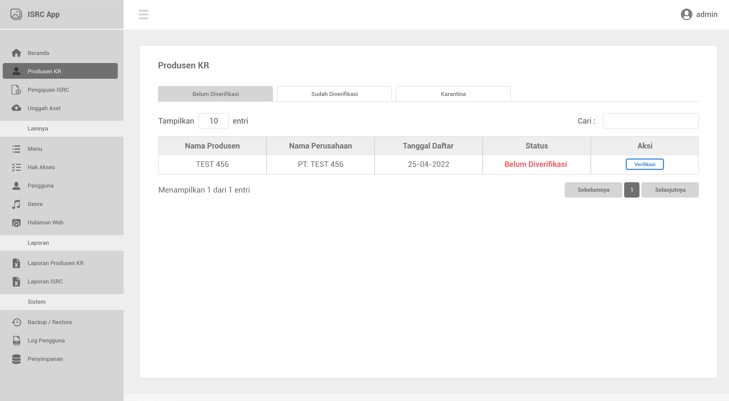 ISRC App
admin
Beranda
Produsen KR
Pengajuan ISRC
Unggah Aset
Lainnya
Menu
Hak Akses
Pengguna
Genre
Halaman Web
Laporan
Laporan Produsen KR
Laporan ISRC
Sistem
Backup / Restore
Log Pengguna
Penyimpanan
Produsen KR
Belum Diverifikasi Sudah Diverifikasi Karantina
Tampilkan 10 entri Cari :
Nama Produsen Nama Perusahaan Tanggal Daftar Status Aksi
TEST 456 PT. TEST 456 25-04-2022 Belum Diverifikasi Verifikasi
Menampilkan 1 dari 1 entri Sebelumnya 1 Selanjutnya